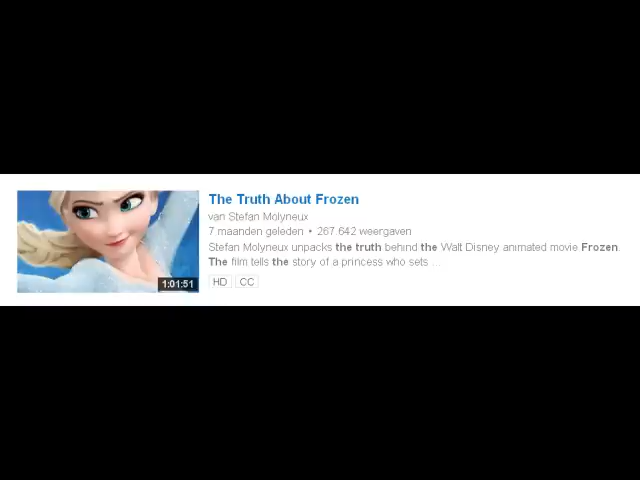 The Truth About Frozen
van Stefan Molyneux
7 maanden geleden • 267.642 weergaven
Stefan Molyneux unpacks the truth behind the Walt Disney animated movie Frozen.
The film tells the story of a princess who sets ...
1:01:51
HD CC